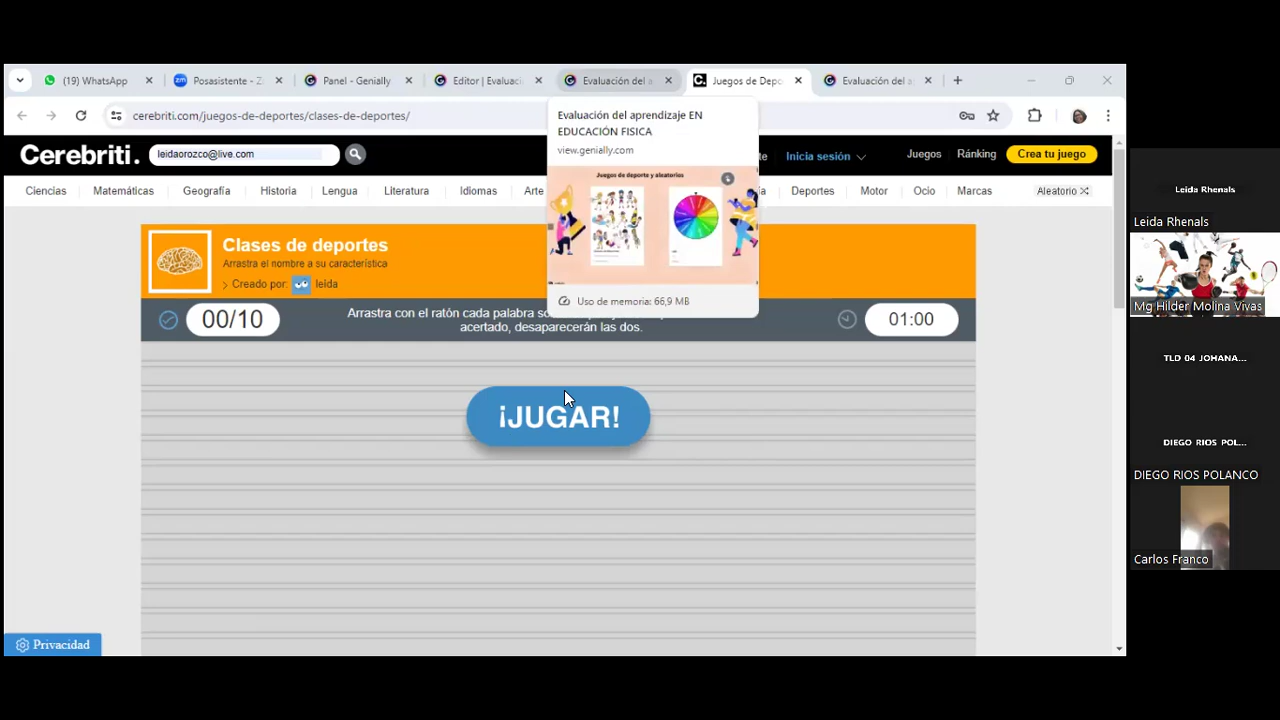 (19) WhatsApp
Posasistente - Z
Panel - Genially
Editor | Evaluaci
Evaluación del a
Juegos de Depo
Evaluación del a
cerebriti.com/juegos-de-deportes/clases-de-deportes/
Evaluación del aprendizaje EN
EDUCACIÓN FISICA
view.genially.com
Juegos de deporte y aleatorios
Uso de memoria: 66,9 MB
Cerebriti.
leidaorozco@live.com
te
Inicia sesión
Juegos
Ránking
Crea tu juego
Ciencias
Matemáticas
Geografía
Historia
Lengua
Literatura
Idiomas
Arte
ia
Deportes
Motor
Ocio
Marcas
Aleatorio
Clases de deportes
Arrastra el nombre a su característica
Creado por: leida
00/10
Arrastra con el ratón cada palabra so
acertado, desaparecerán las dos.
01:00
¡JUGAR!
Privacidad
Leida Rhenals
Leida Rhenals
Mg Hilder Molina Vivas
TLD 04 JOHANA...
DIEGO RIOS POL...
DIEGO RIOS POLANCO
Carlos Franco